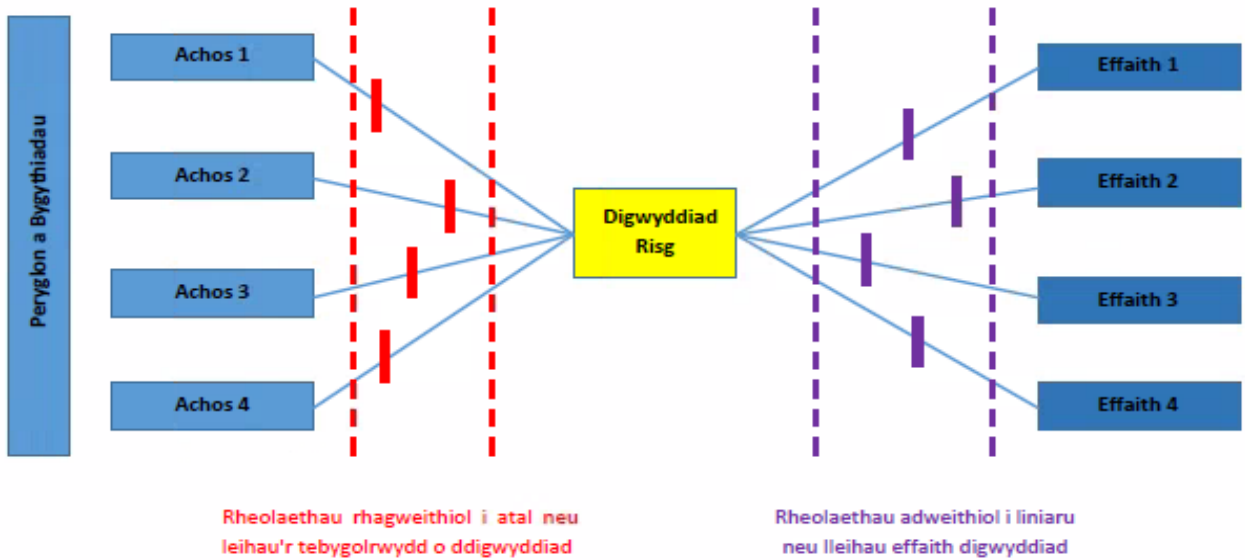 Peryglon a Bygythiadau
Achos 1
Achos 2
Achos 3
Achos 4
Digwyddiad
Risg
Effaith 1
Effaith 2
Effaith 3
Effaith 4
Rheolaethau rhagweithiol i atal neu
leihau'r tebygolrwydd o ddigwyddiad
Rheolaethau adweithiol i liniaru
neu lleihau effaith digwyddiad